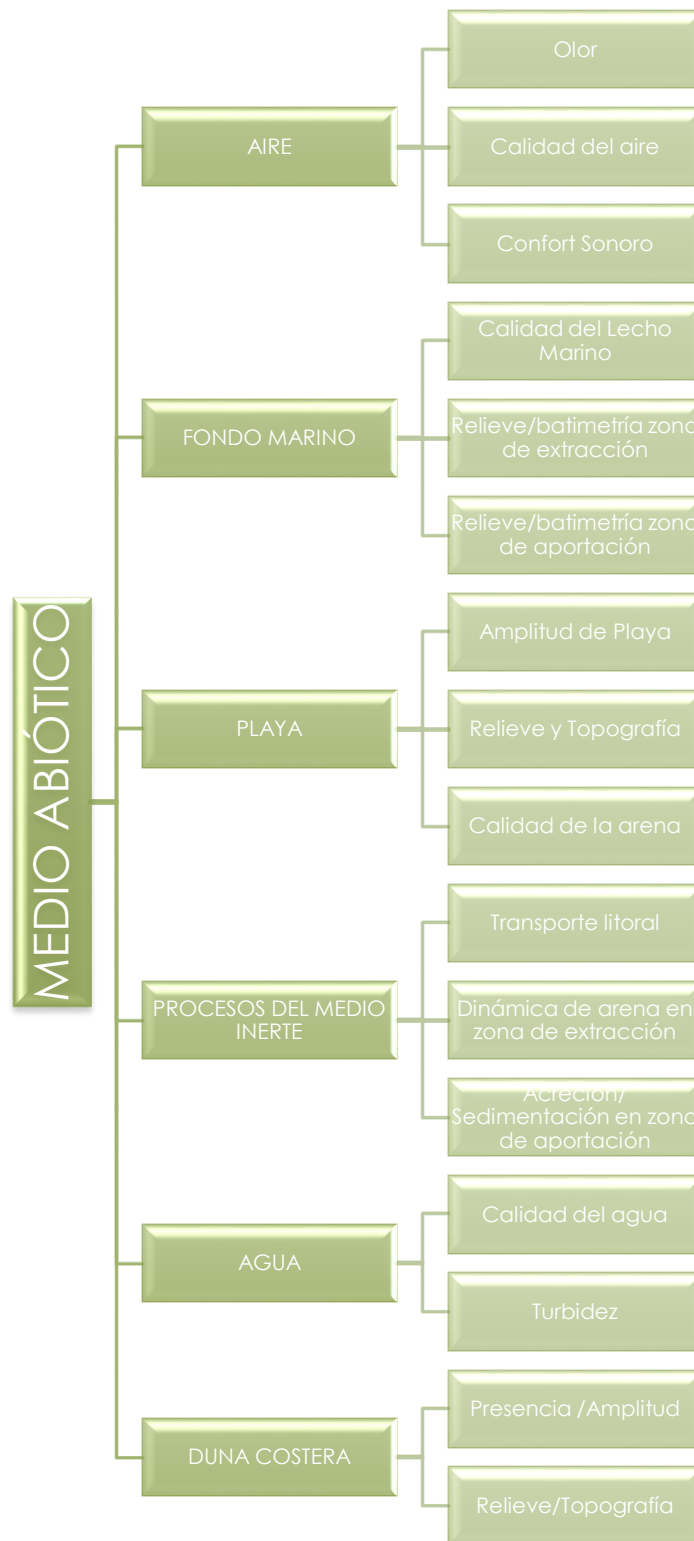 MEDIO ABIÓTICO
AIRE
Olor
Calidad del aire
Confort Sonoro
FONDO MARINO
Calidad del Lecho
Marino
Relieve/batimetría zona
de extracción
Relieve/batimetría zona
de aportación
PLAYA
Amplitud de Playa
Relieve y Topografía
Calidad de la arena
PROCESOS DEL MEDIO
INERTE
Transporte litoral
Dinámica de arena en
zona de extracción
Acreción/
Sedimentación en zona
de aportación
AGUA
Calidad del agua
Turbidez
DUNA COSTERA
Presencia /Amplitud
Relieve/Topografía